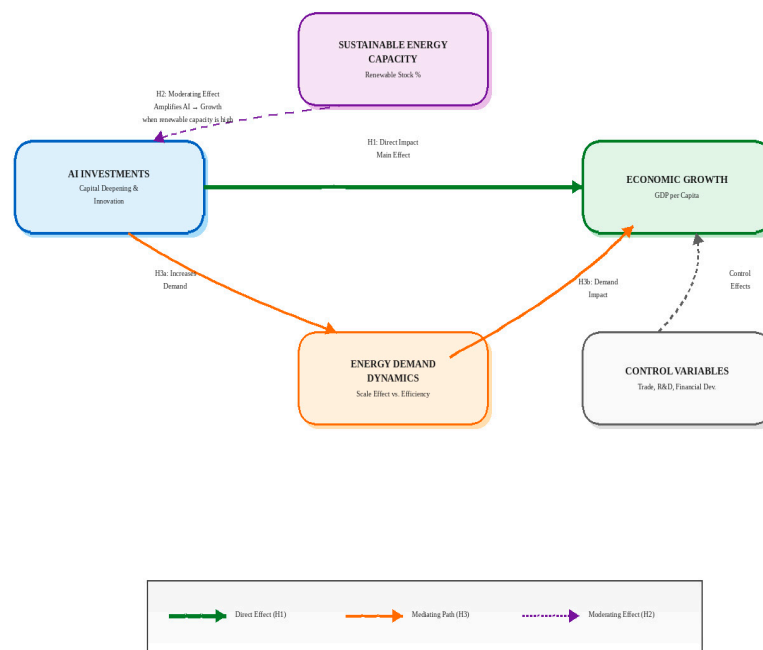 SUSTAINABLE ENERGY
CAPACITY
Renewable Stock %
H2: Moderating Effect
Amplifies AI → Growth
when renewable capacity is high
H1: Direct Impact
Main Effect
AI INVESTMENTS
Capital Deepening &
Innovation
ECONOMIC GROWTH
GDP per Capita
H3a: Increases
Demand
H3b: Demand
Impact
Control
Effects
ENERGY DEMAND
DYNAMICS
Scale Effect vs. Efficiency
CONTROL VARIABLES
Trade, R&D, Financial Dev.
Direct Effect (H1)
Mediating Path (H3)
Moderating Effect (H2)